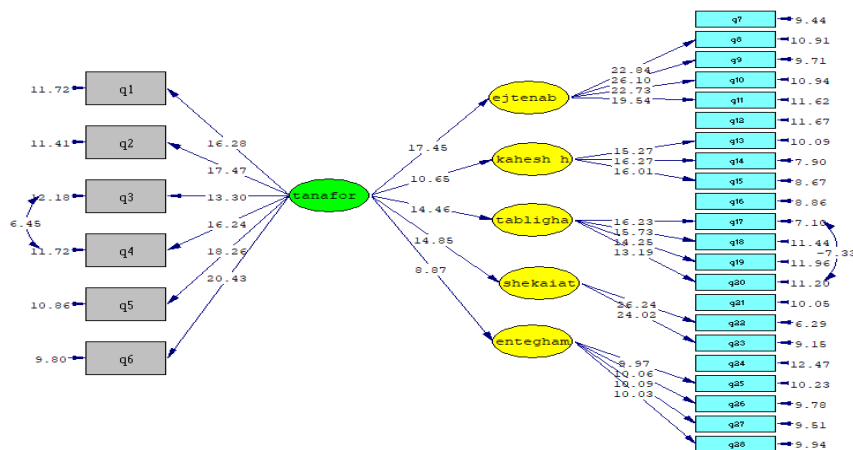 q7 9.44
q8 10.91
q9 9.71
q10 10.94
q11 11.62
q12 11.67
q13 10.09
q14 7.90
q15 8.67
q16 8.86
q17 7.10
q18 11.44
q19 11.96
q20 11.20
q21 10.05
q22 6.29
q23 9.15
q24 12.47
q25 10.23
q26 9.78
q27 9.51
q28 9.94
-7.33
11.72 q1
11.41 q2
12.18 q3
11.72 q4
10.86 q5
9.80 q6
6.45
16.28
17.47
13.30
16.24
18.26
20.43
tanafor
17.45
10.65
14.46
14.85
8.87
ejtenab
kahesh h
tabligha
shekaiat
entegham
22.84
26.10
22.73
19.54
15.27
16.27
16.01
16.23
15.73
14.25
13.19
26.24
24.02
10.06
10.09
10.03